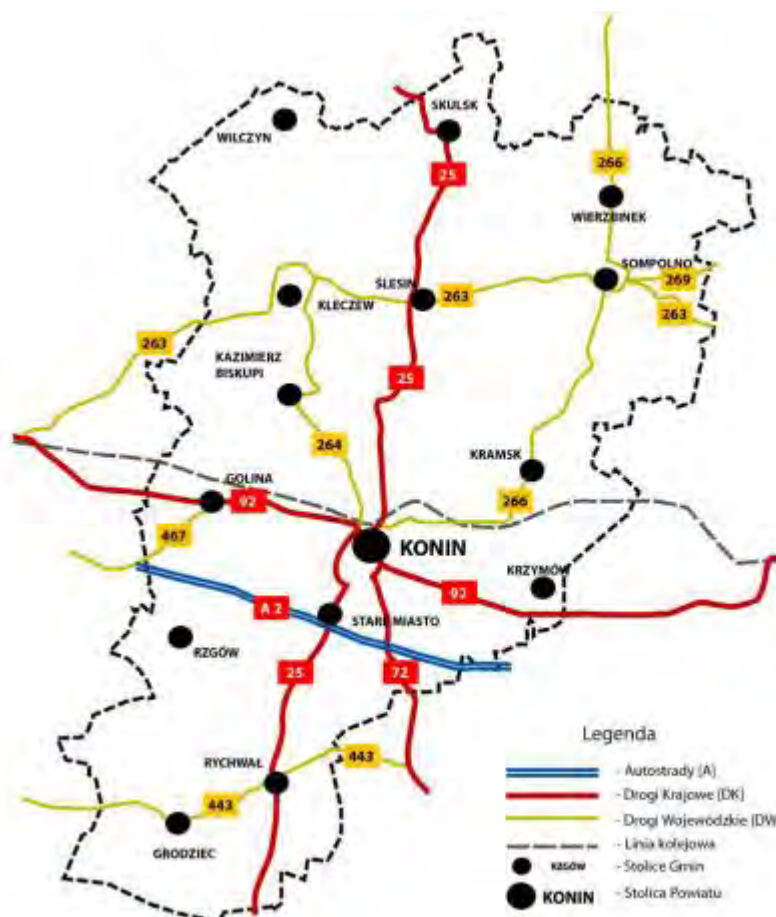 SKULSK
WILCZYN
25
266
WIERZBINEK
SOMPOLNO
269
ŚLESIN
263
263
KLECZEW
263
KAZIMIERZ
BISKUPI
25
264
KRAMSK
GOLINA
92
266
467
KONIN
KRZYMÓW
92
A 2
STARE MIASTO
RZGÓW
25
72
RYCHWAŁ
443
443
GRODZIEC
Legenda
- Autostrady (A)
- Drogi Krajowe (DK)
- Drogi Wojewódzkie (DW
- Linia kolejowa
RZGÓW - Stolice Gmin
KONIN - Stolica Powiatu